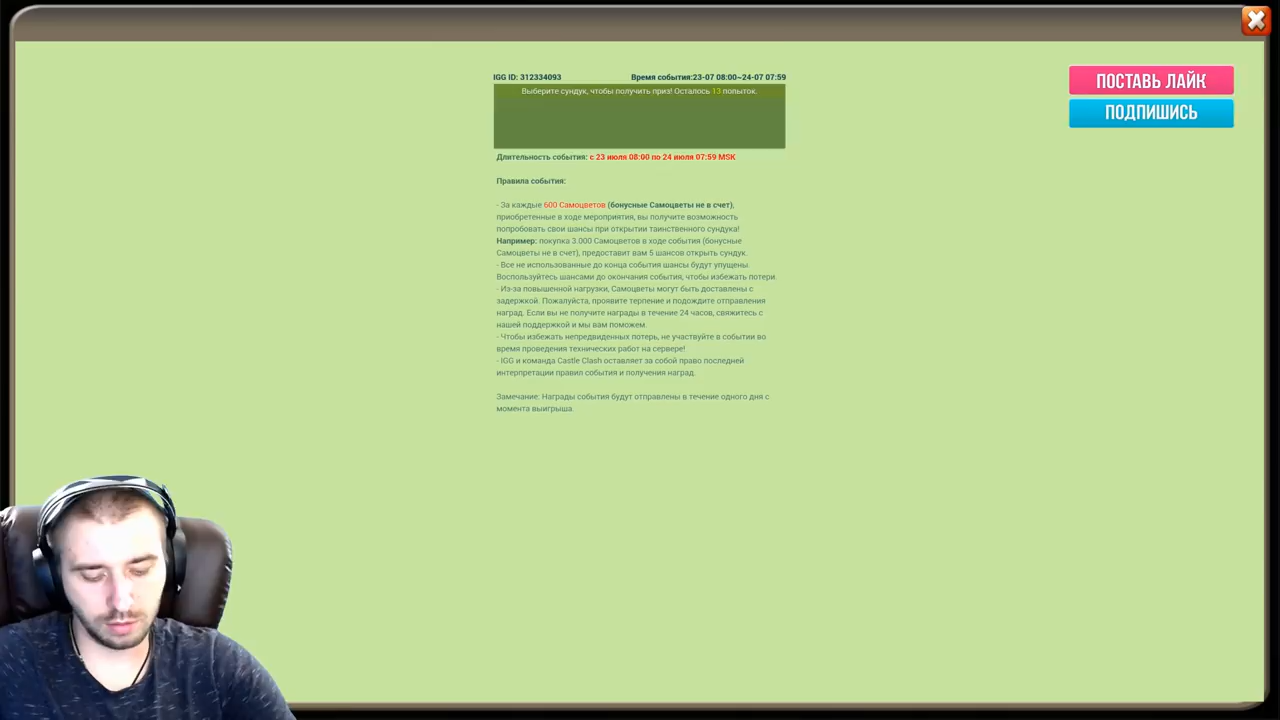 IGG ID: 312334093
Время события:23-07 08:00~24-07 07:59
ПОСТАВЬ ЛАЙК
ПОДПИШИСЬ
Выберите сундук, чтобы получить приз! Осталось 13 попыток.
Длительность события: с 23 июля 08:00 по 24 июля 07:59 MSK
Правила события:
- За каждые 600 Самоцветов (бонусные Самоцветы не в счет),
приобретенные в ходе мероприятия, вы получите возможность
попробовать свои шансы при открытии таинственного сундука!
Например: покупка 3.000 Самоцветов в ходе события (бонусные
Самоцветы не в счет), предоставит вам 5 шансов открыть сундук.
- Все не использованные до конца события шансы будут упущены.
Воспользуйтесь шансами до окончания события, чтобы избежать потери.
- Из-за повышенной нагрузки, Самоцветы могут быть доставлены с
задержкой. Пожалуйста, проявите терпение и подождите отправления
наград. Если вы не получите награды в течение 24 часов, свяжитесь с
нашей поддержкой и мы вам поможем.
- Чтобы избежать непредвиденных потерь, не участвуйте в событии во
время проведения технических работ на сервере!
- IGG и команда Castle Clash оставляет за собой право последней
интерпретации правил события и получения наград.
Замечание: Награды события будут отправлены в течение одного дня с
момента выигрыша.